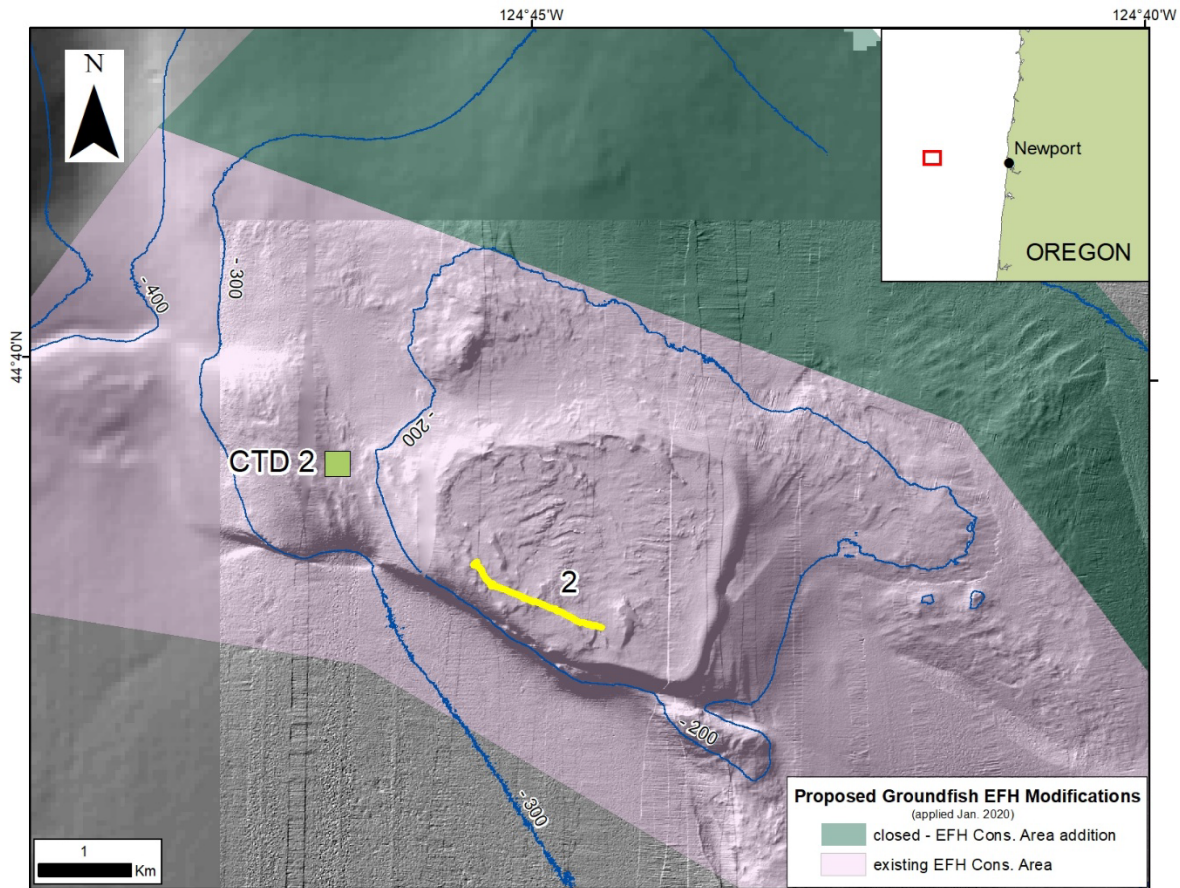 124°45'W
124°40'W
N
Newport
OREGON
- 400
- 300
44°40'N
- 200
CTD 2
2
- 200
- 300
Proposed Groundfish EFH Modifications
(applied Jan. 2020)
closed - EFH Cons. Area addition
existing EFH Cons. Area
1
Km